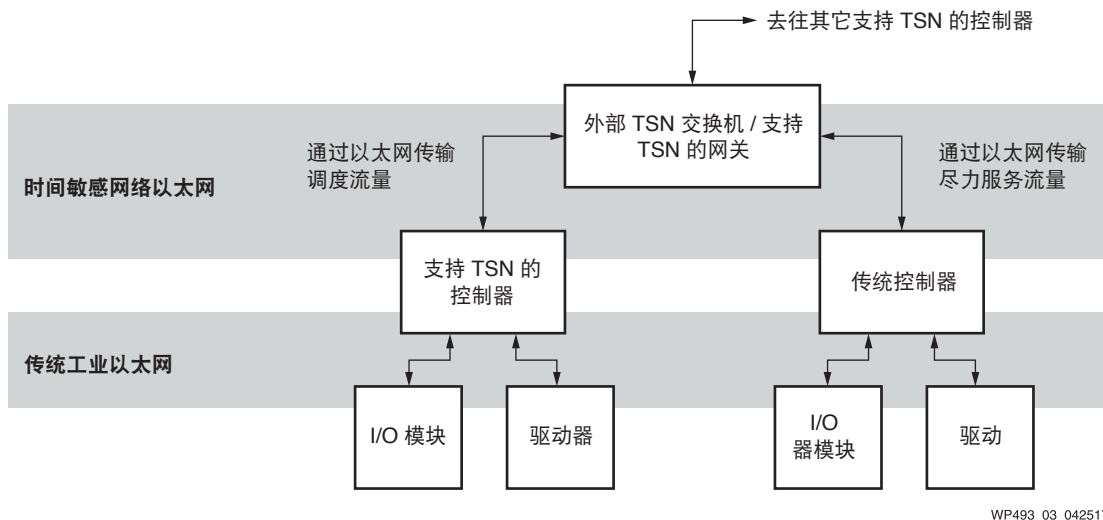 去往其它支持 TSN 的控制器
外部 TSN 交换机 / 支持
TSN 的网关
通过以太网传输
调度流量
通过以太网传输
尽力服务流量
时间敏感网络以太网
支持 TSN 的
控制器
传统控制器
传统工业以太网
I/O 模块
驱动器
I/O
器模块
驱动
WP493_03_042517